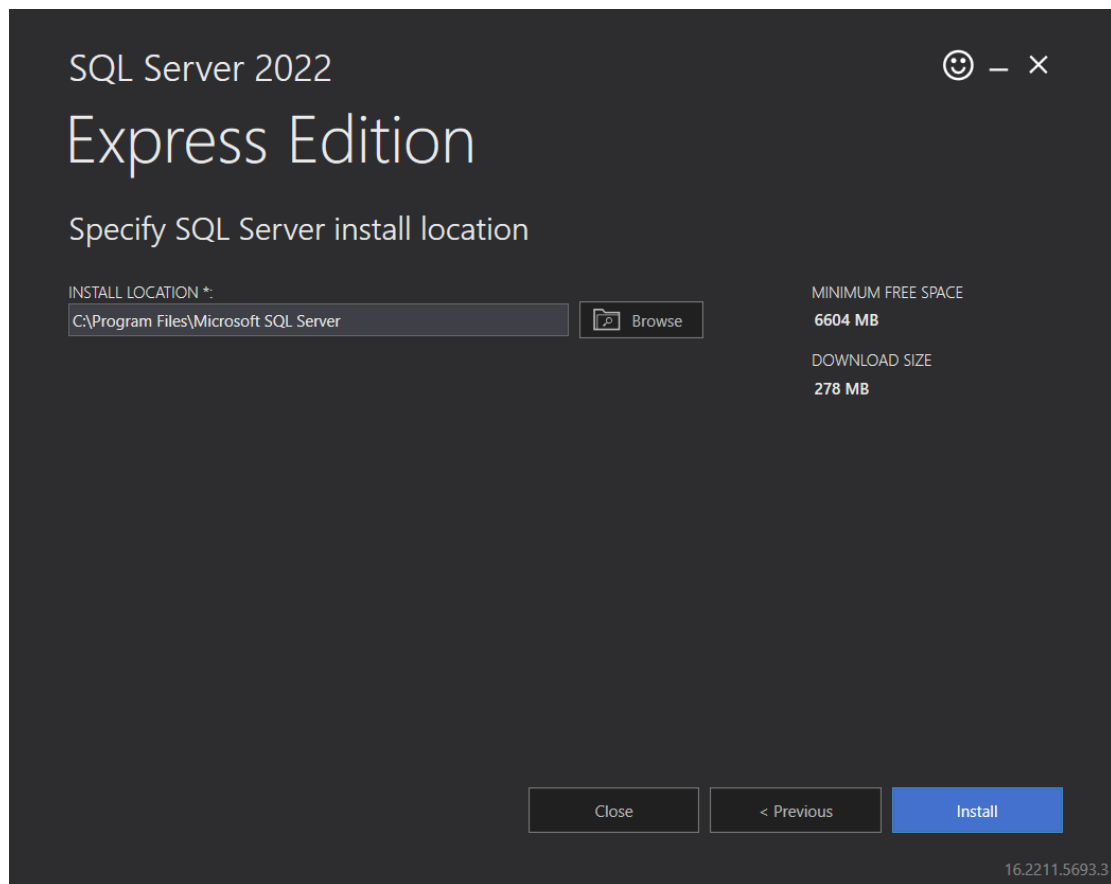 SQL Server 2022
Express Edition
Specify SQL Server install location
INSTALL LOCATION *:
C:\Program Files\Microsoft SQL Server
Browse
MINIMUM FREE SPACE
6604 MB
DOWNLOAD SIZE
278 MB
Close
< Previous
Install
16.2211.5693.3